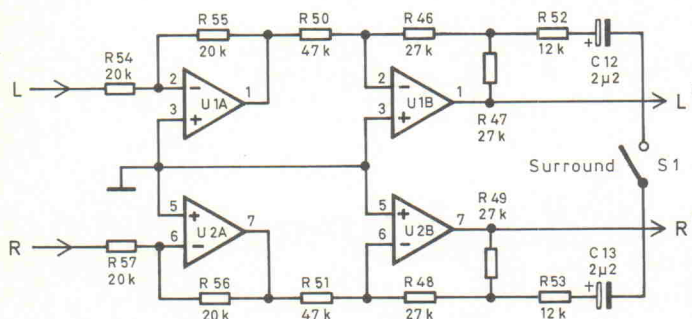 R 55
20 k
R 50
47 k
R 46
27 k
R 52
12 k
+
C 12
2µ2
R 54
20 k
L
2
−
3
+
U 1A
1
2
−
3
+
U 1B
1
R 47
27 k
L
Surround
S 1
5
+
6
−
U 2A
7
5
+
6
−
U 2B
7
R 49
27 k
R
R
R 57
20 k
R 56
20 k
R 51
47 k
R 48
27 k
R 53
12 k
+
C 13
2µ2